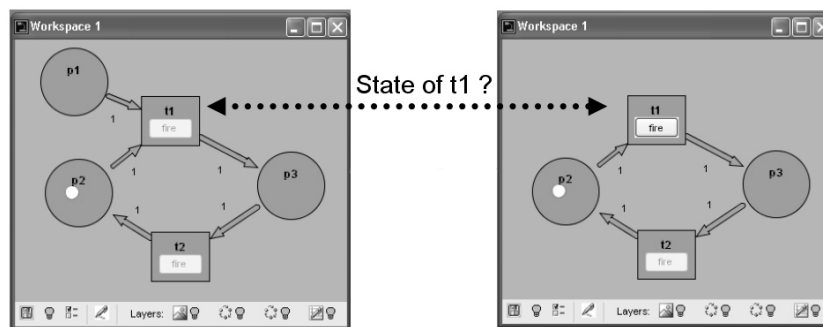 Workspace 1
p1
t1
fire
1
p2
1
1
p3
1
1
t2
fire
Layers:
State of t1 ?
Workspace 1
t1
fire
p2
1
1
p3
1
1
t2
fire
Layers: